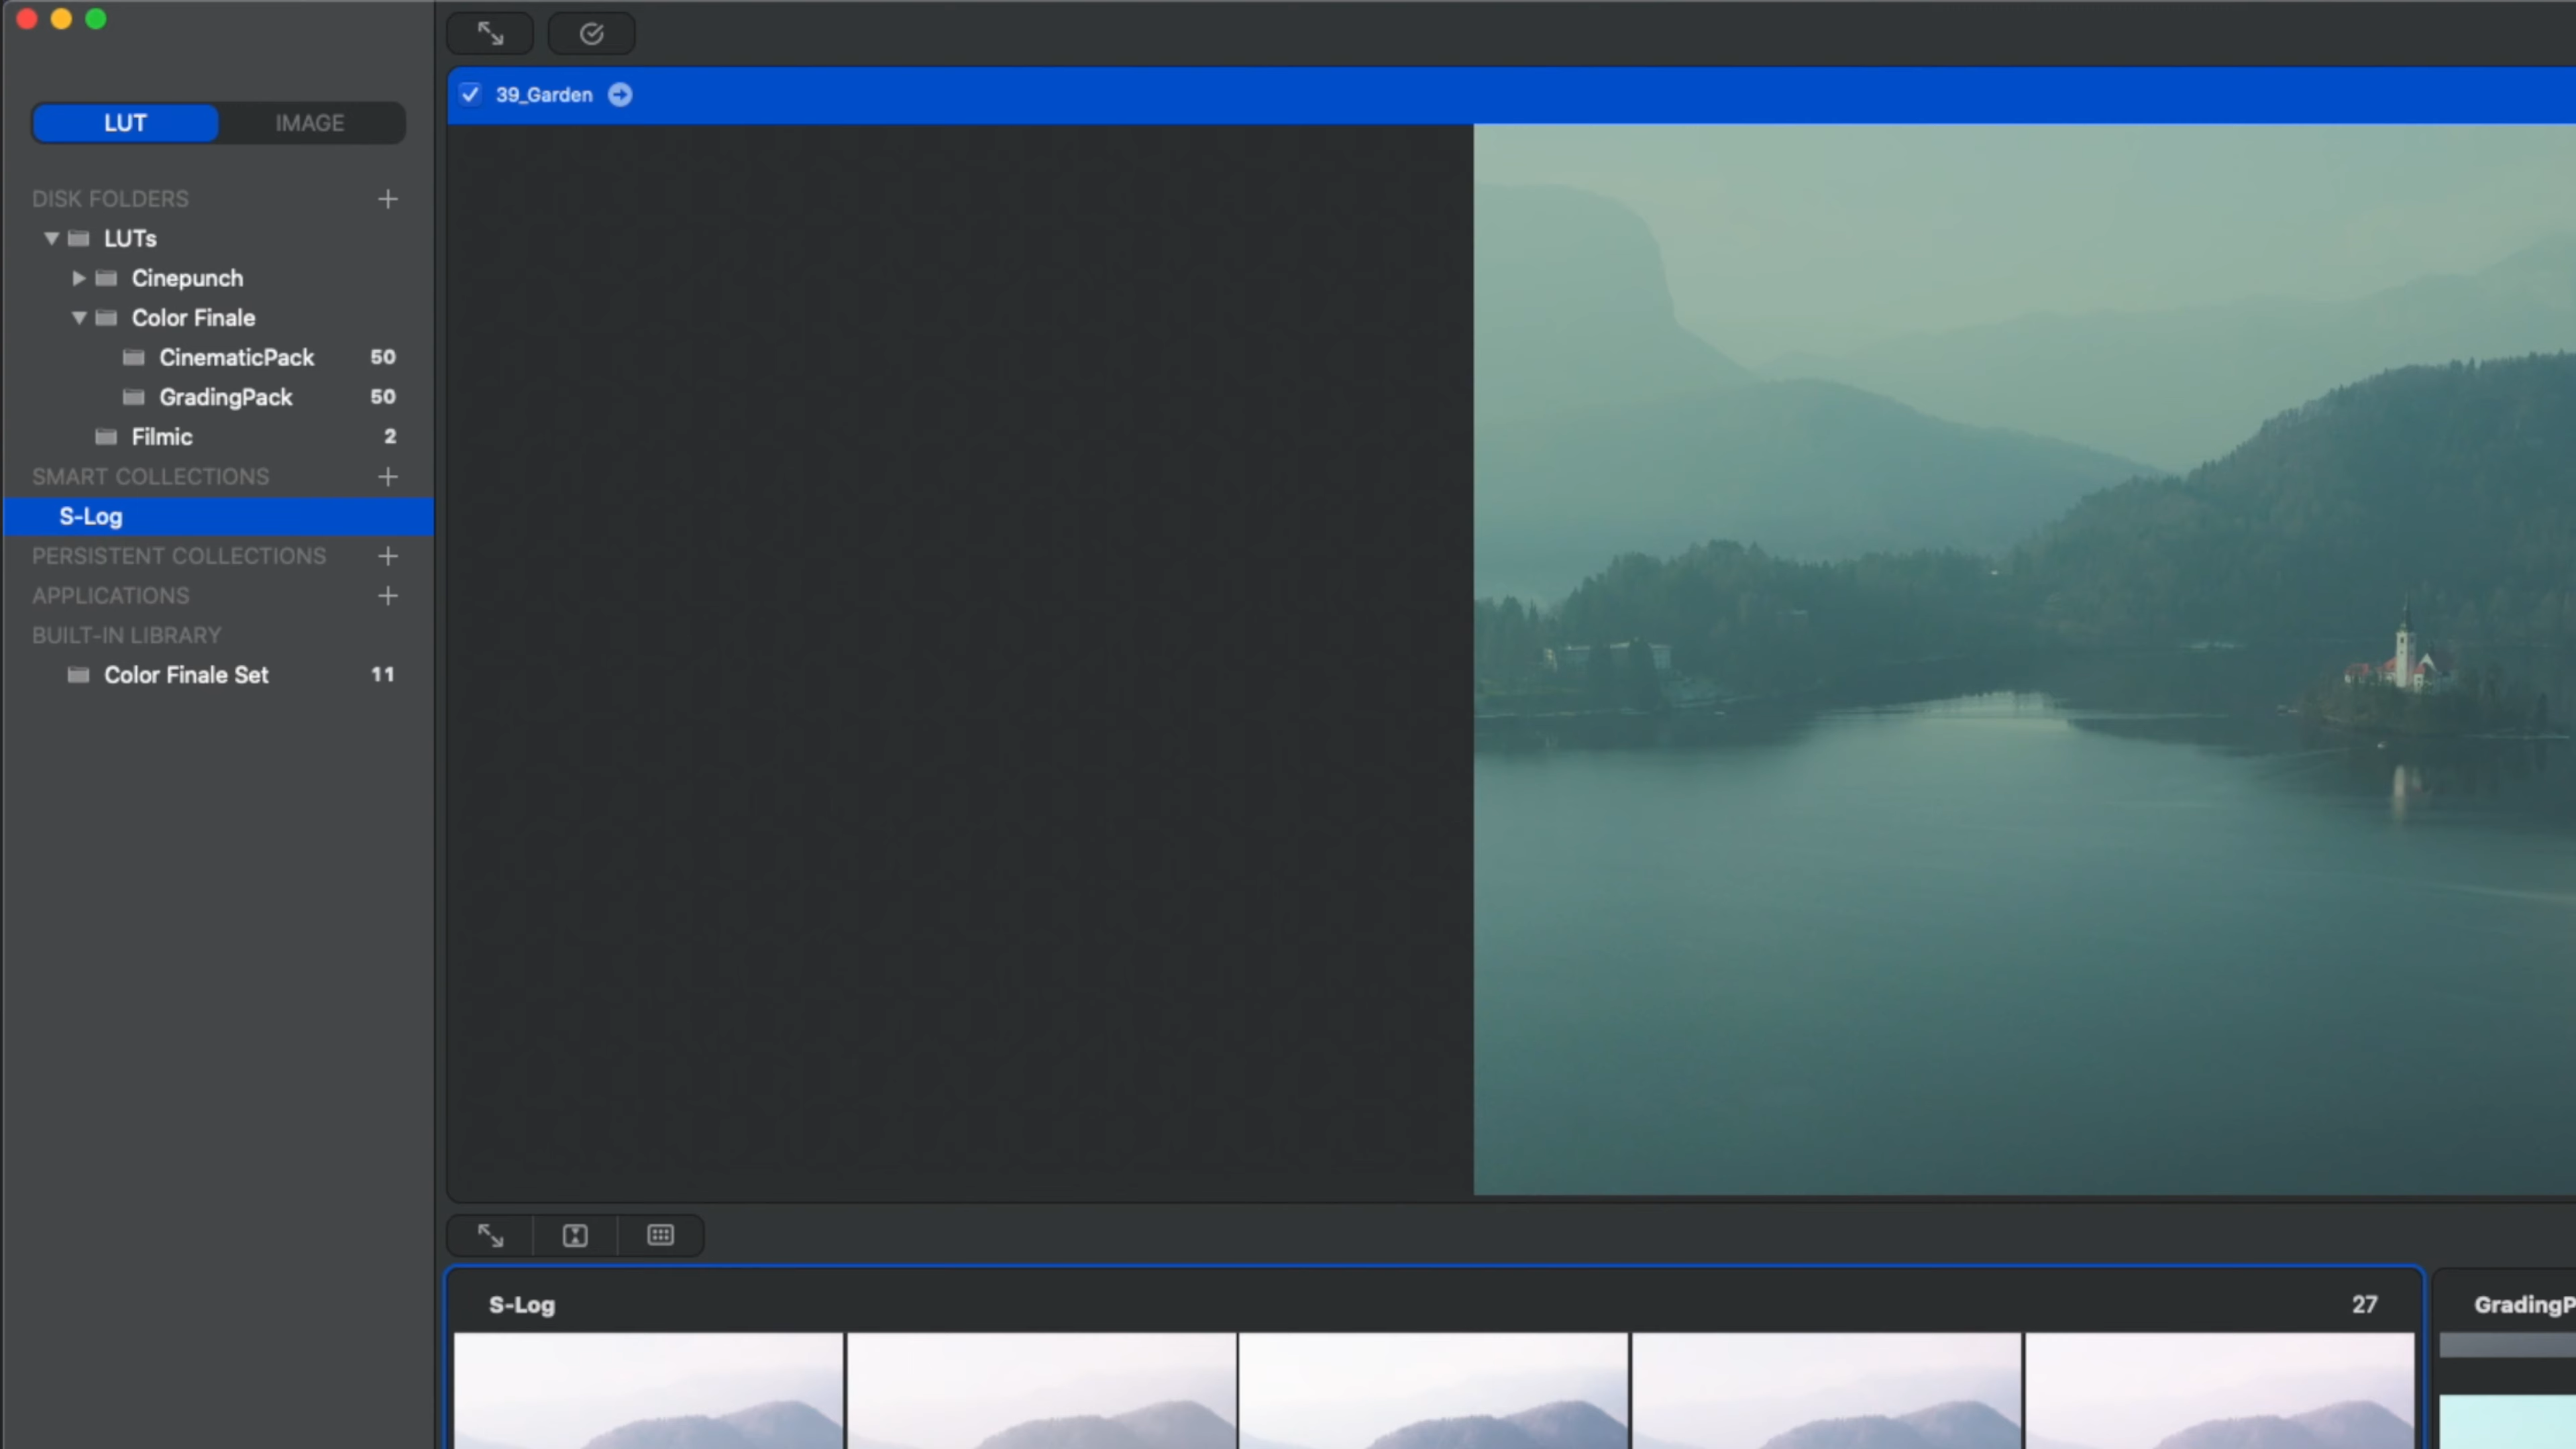 LUT IMAGE
DISK FOLDERS
LUTs
Cinepunch
Color Finale
CinematicPack 50
GradingPack 50
Filmic 2
SMART COLLECTIONS
S-Log
PERSISTENT COLLECTIONS
APPLICATIONS
BUILT-IN LIBRARY
Color Finale Set 11
39_Garden
S-Log 27
GradingP